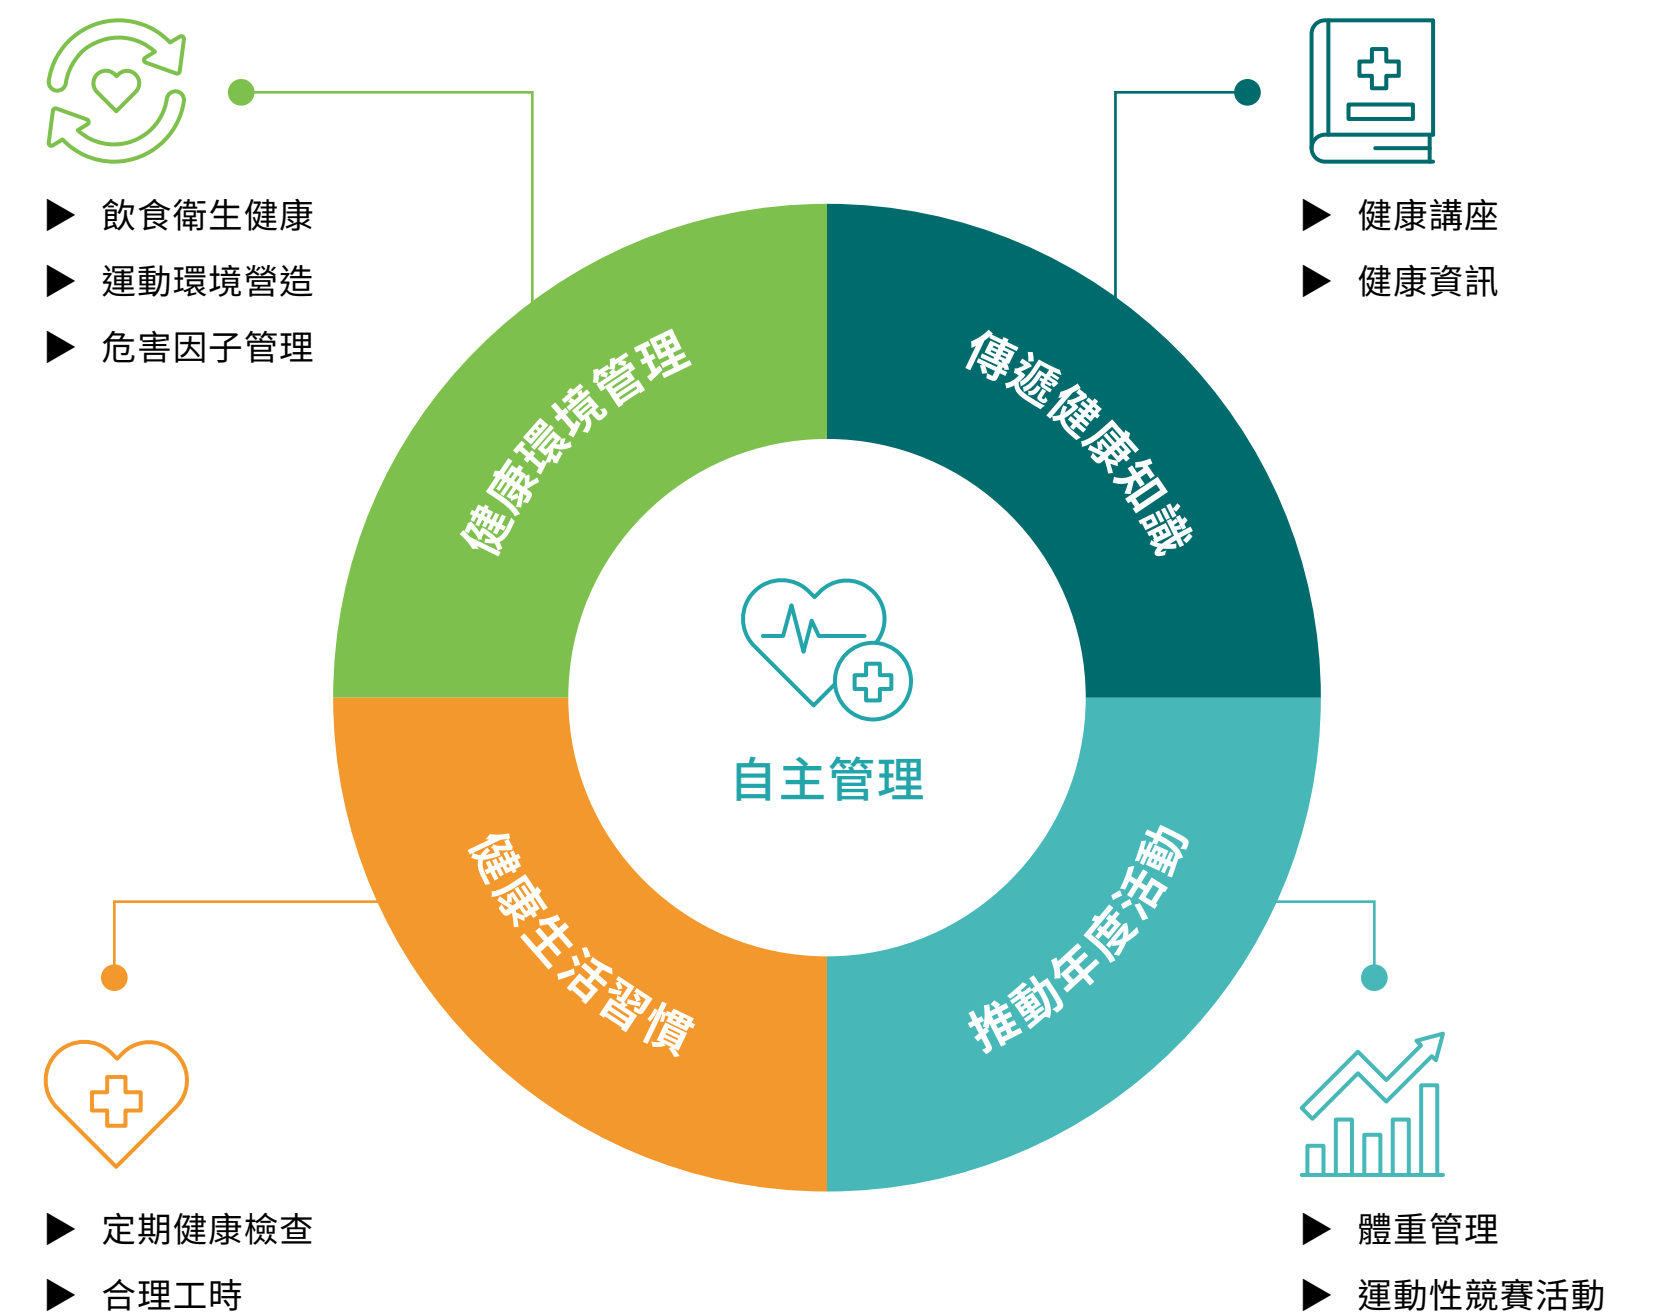 飲食衛生健康
運動環境營造
危害因子管理
健康講座
健康資訊
健康環境管理
傳遞健康知識
自主管理
健康生活習慣
推動年度活動
定期健康檢查
合理工時
體重管理
運動性競賽活動